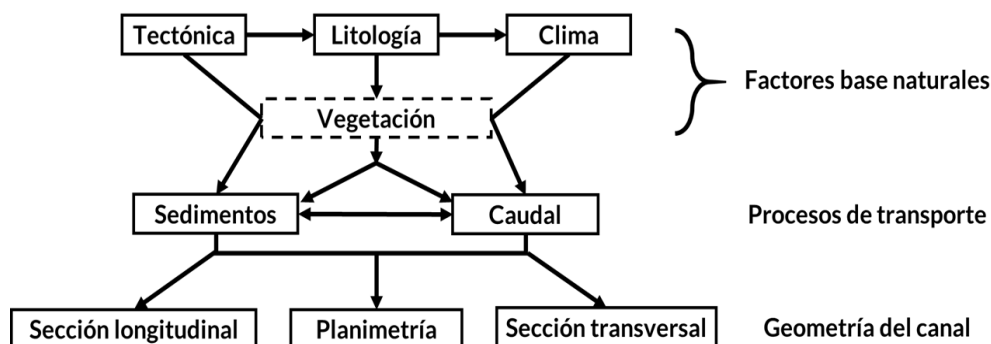 Tectónica
Litología
Clima
Factores base naturales
Vegetación
Sedimentos
Caudal
Procesos de transporte
Sección longitudinal
Planimetría
Sección transversal
Geometría del canal